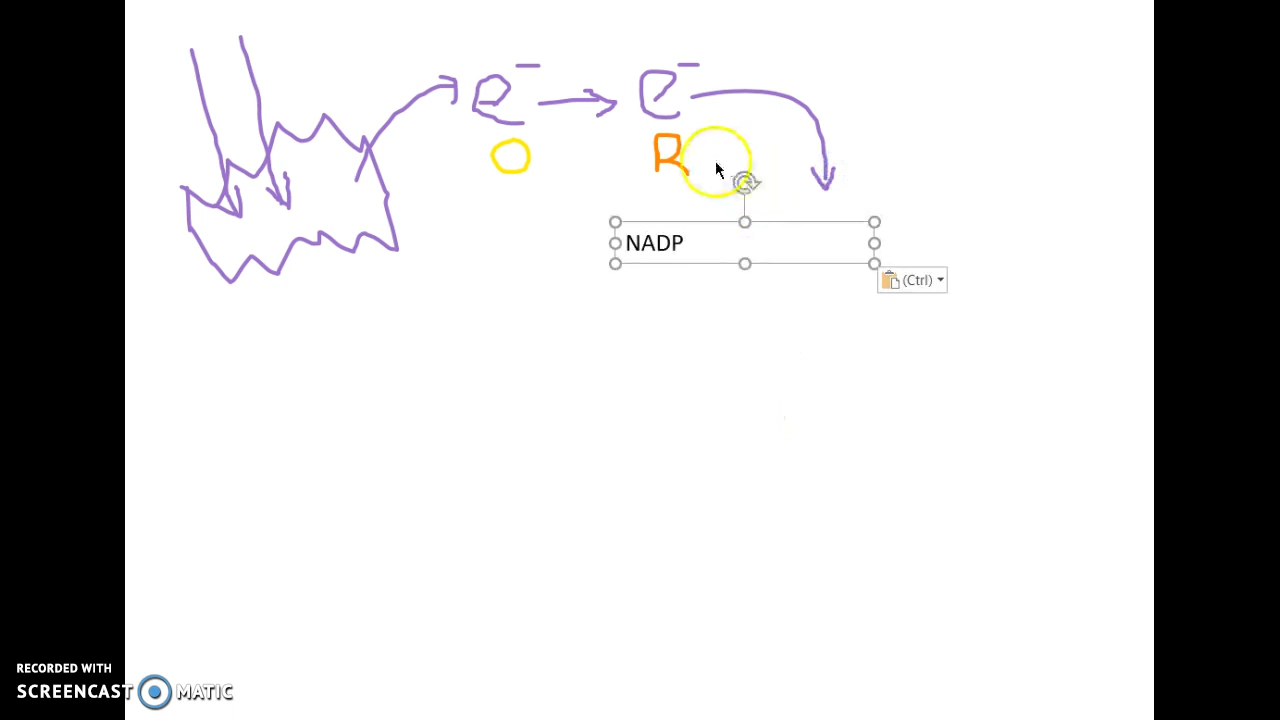 e⁻ e⁻
O R
NADP
(Ctrl)
RECORDED WITH
SCREENCAST MATIC